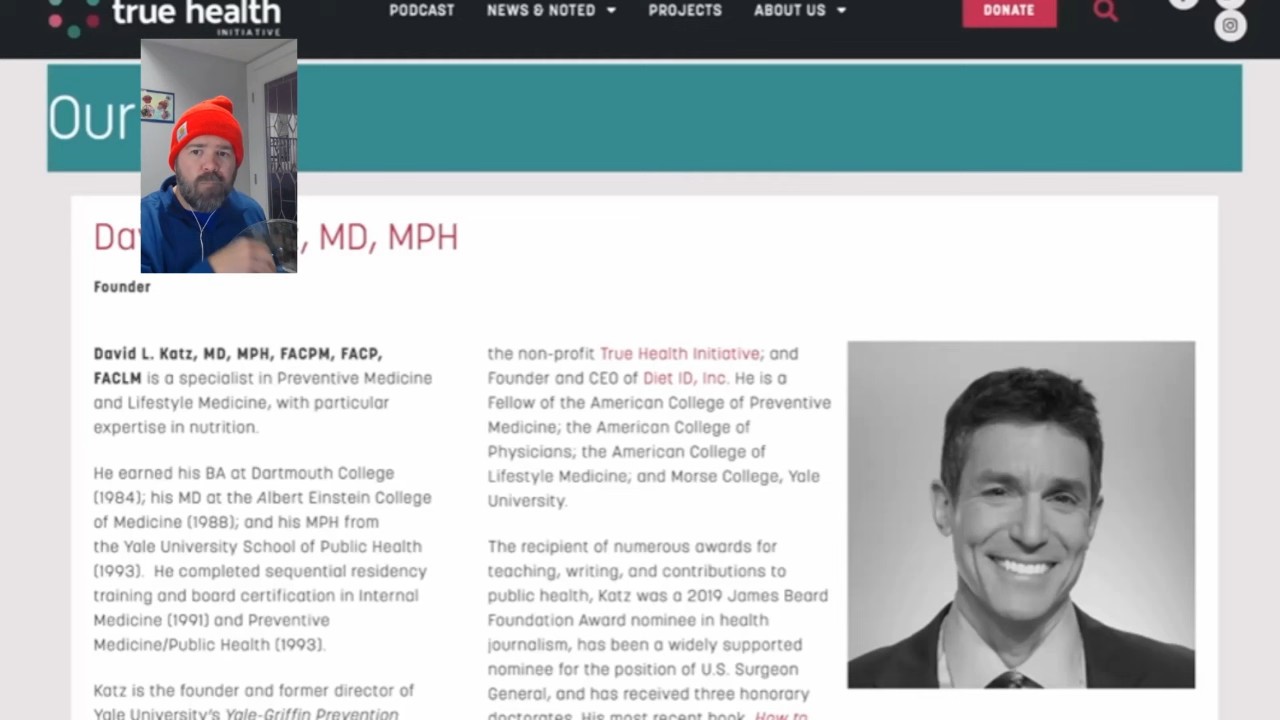 true health
INITIATIVE
PODCAST NEWS & NOTED PROJECTS ABOUT US DONATE
Our
, MD, MPH
Founder
David L. Katz, MD, MPH, FACPM, FACP,
FACLM is a specialist in Preventive Medicine
and Lifestyle Medicine, with particular
expertise in nutrition.
He earned his BA at Dartmouth College
(1984); his MD at the Albert Einstein College
of Medicine (1988); and his MPH from
the Yale University School of Public Health
(1993). He completed sequential residency
training and board certification in Internal
Medicine (1991) and Preventive
Medicine/Public Health (1993).
Katz is the founder and former director of
Yale University's Yale-Griffin Prevention
the non-profit True Health Initiative; and
Founder and CEO of Diet ID, Inc. He is a
Fellow of the American College of Preventive
Medicine; the American College of
Physicians; the American College of
Lifestyle Medicine; and Morse College, Yale
University.
The recipient of numerous awards for
teaching, writing, and contributions to
public health, Katz was a 2019 James Beard
Foundation Award nominee in health
journalism, has been a widely supported
nominee for the position of U.S. Surgeon
General, and has received three honorary
doctorates. His most recent book, How to